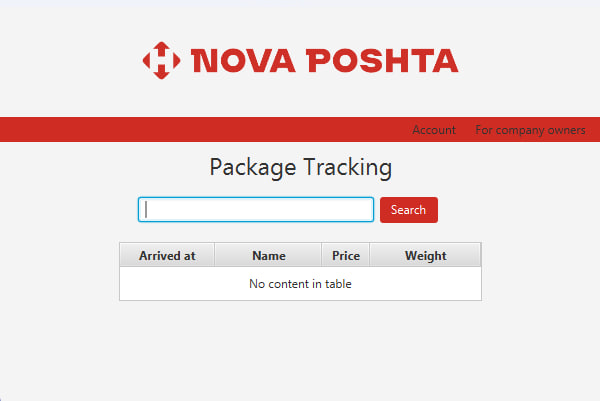 NOVA POSHTA
Account For company owners
Package Tracking
Search
Arrived at Name Price Weight
No content in table